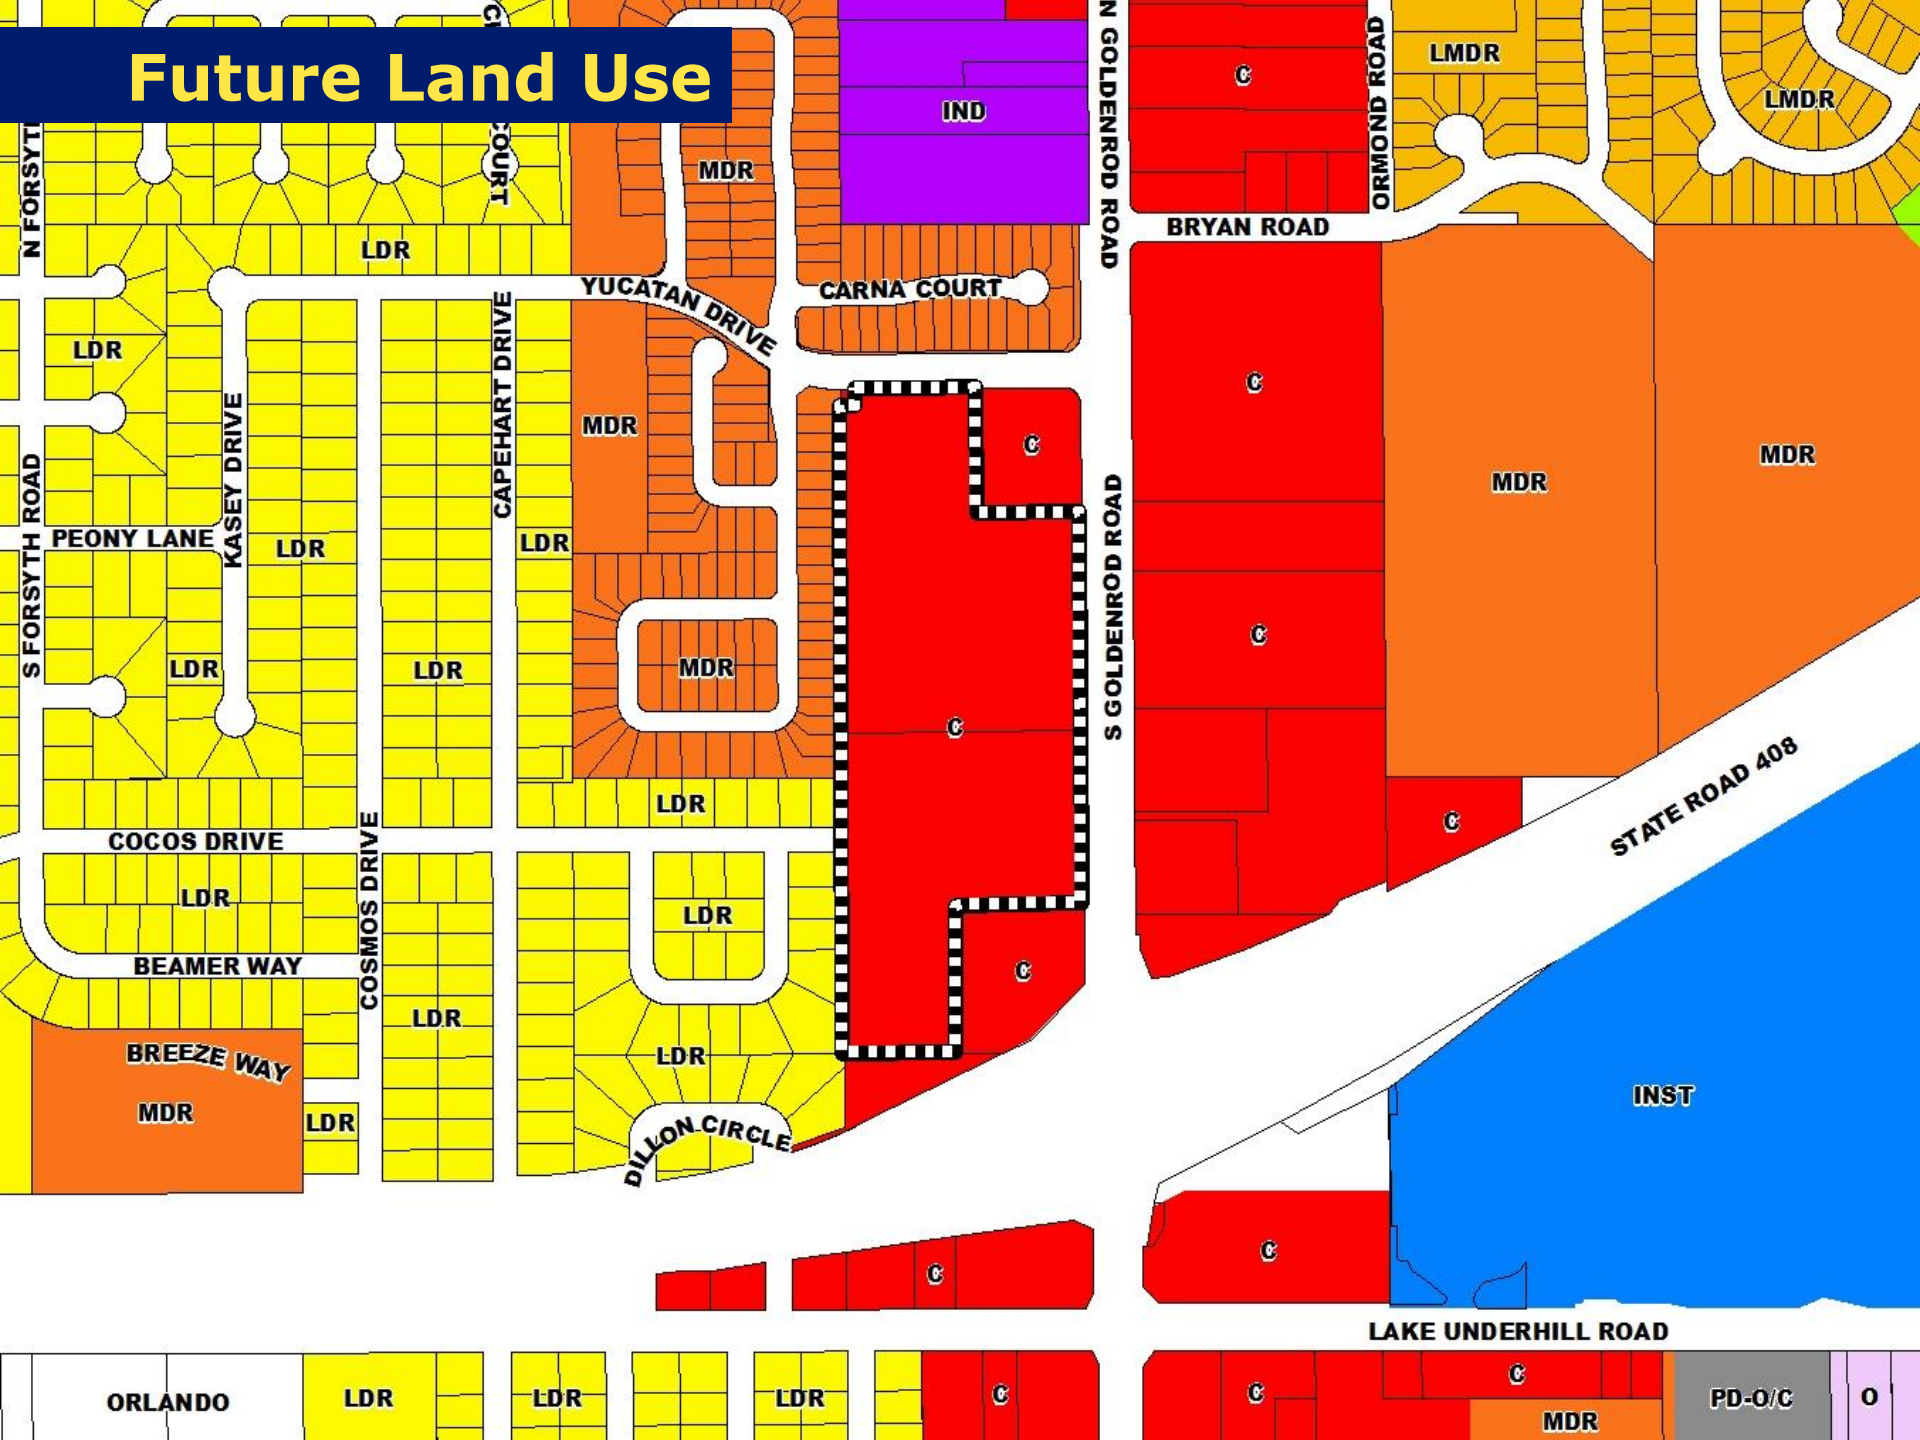 Future Land Use
N FORSYTH
COURT
N GOLDENROD ROAD
ORMOND ROAD
C
LMDR
LMDR
IND
MDR
BRYAN ROAD
LDR
YUCATAN DRIVE
CARNA COURT
LDR
CAPEHART DRIVE
KASEY DRIVE
MDR
C
C
MDR
MDR
S FORSYTH ROAD
PEONY LANE
LDR
LDR
S GOLDENROD ROAD
C
LDR
LDR
MDR
C
STATE ROAD 408
LDR
C
COCOS DRIVE
COSMOS DRIVE
LDR
LDR
BEAMER WAY
C
LDR
BREEZE WAY
LDR
MDR
LDR
DILLON CIRCLE
INST
C
C
LAKE UNDERHILL ROAD
ORLANDO
LDR
LDR
LDR
C
C
C
MDR
PD-O/C
O